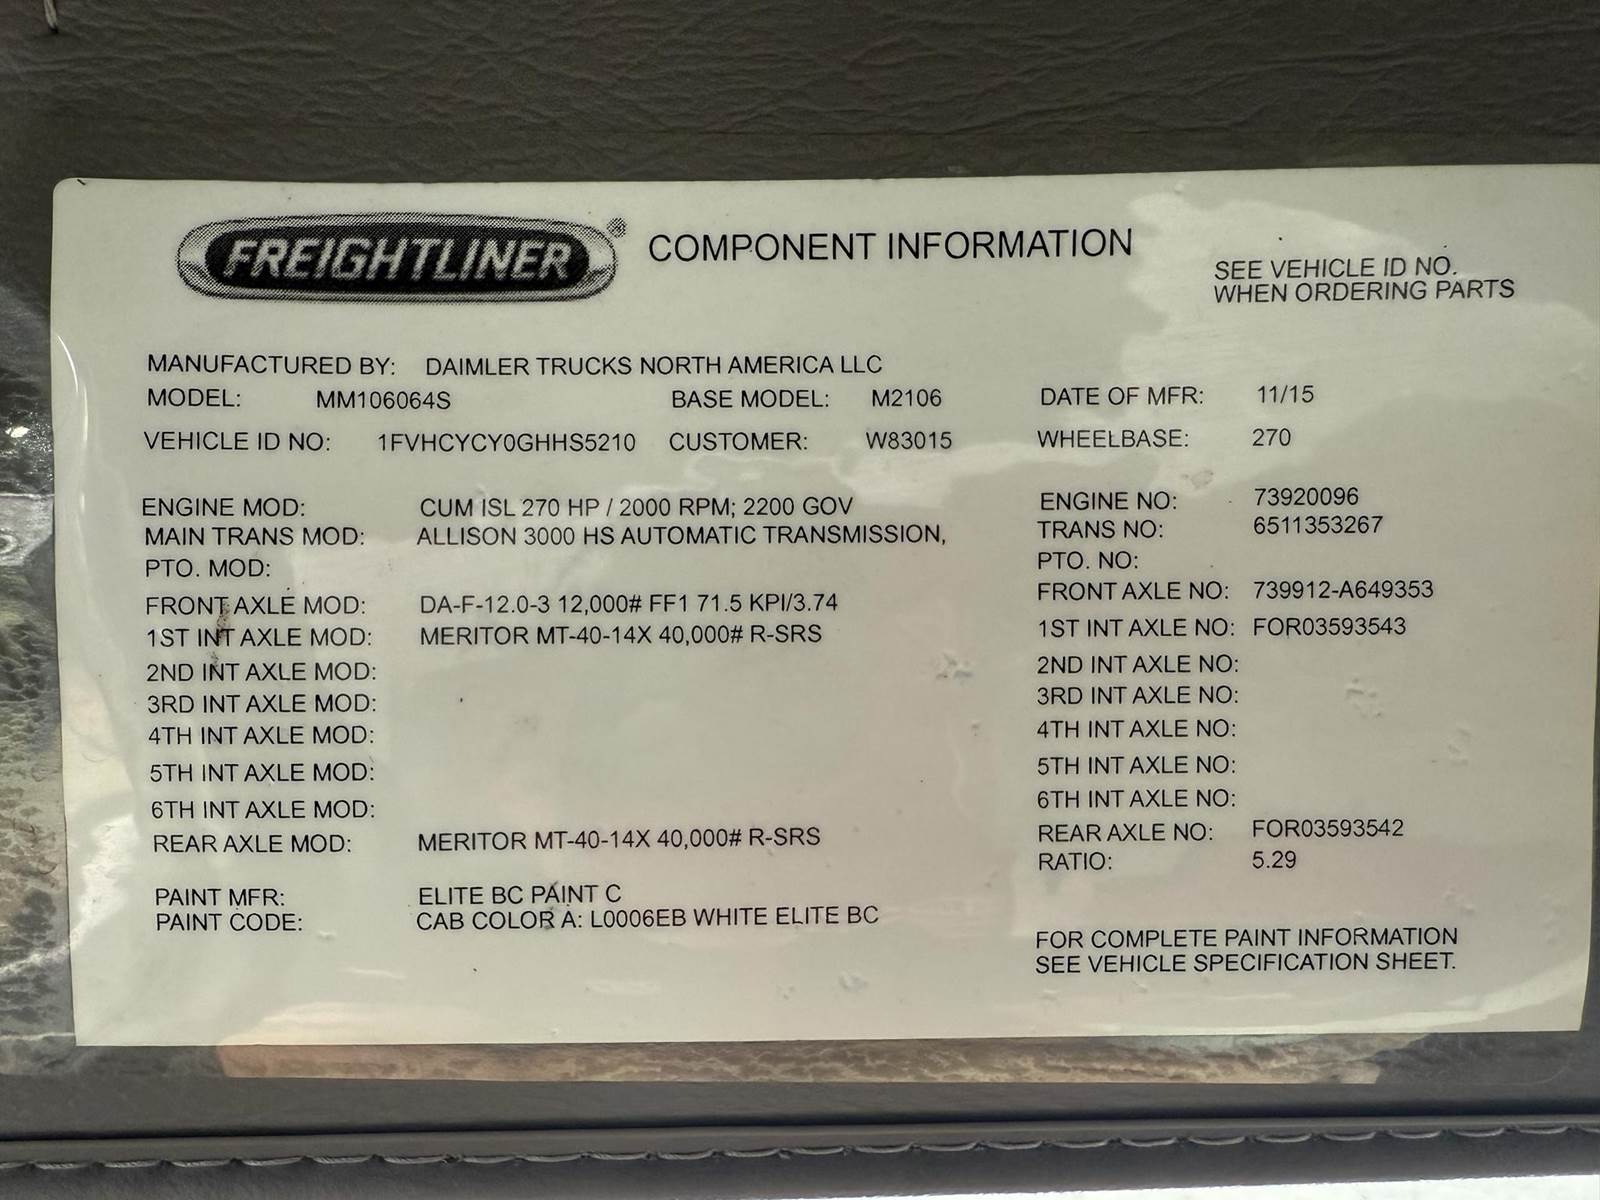 FREIGHTLINER® COMPONENT INFORMATION
SEE VEHICLE ID NO.
WHEN ORDERING PARTS
MANUFACTURED BY: DAIMLER TRUCKS NORTH AMERICA LLC
MODEL: MM106064S BASE MODEL: M2106 DATE OF MFR: 11/15
VEHICLE ID NO: 1FVHCYCY0GHHS5210 CUSTOMER: W83015 WHEELBASE: 270
ENGINE MOD: CUM ISL 270 HP / 2000 RPM; 2200 GOV ENGINE NO: 73920096
MAIN TRANS MOD: ALLISON 3000 HS AUTOMATIC TRANSMISSION, TRANS NO: 6511353267
PTO. MOD: PTO. NO:
FRONT AXLE MOD: DA-F-12.0-3 12,000# FF1 71.5 KPI/3.74 FRONT AXLE NO: 739912-A649353
1ST INT AXLE MOD: MERITOR MT-40-14X 40,000# R-SRS 1ST INT AXLE NO: FOR03593543
2ND INT AXLE MOD: 2ND INT AXLE NO:
3RD INT AXLE MOD: 3RD INT AXLE NO:
4TH INT AXLE MOD: 4TH INT AXLE NO:
5TH INT AXLE MOD: 5TH INT AXLE NO:
6TH INT AXLE MOD: 6TH INT AXLE NO:
REAR AXLE MOD: MERITOR MT-40-14X 40,000# R-SRS REAR AXLE NO: FOR03593542
RATIO: 5.29
PAINT MFR: ELITE BC PAINT C
PAINT CODE: CAB COLOR A: L0006EB WHITE ELITE BC
FOR COMPLETE PAINT INFORMATION
SEE VEHICLE SPECIFICATION SHEET.